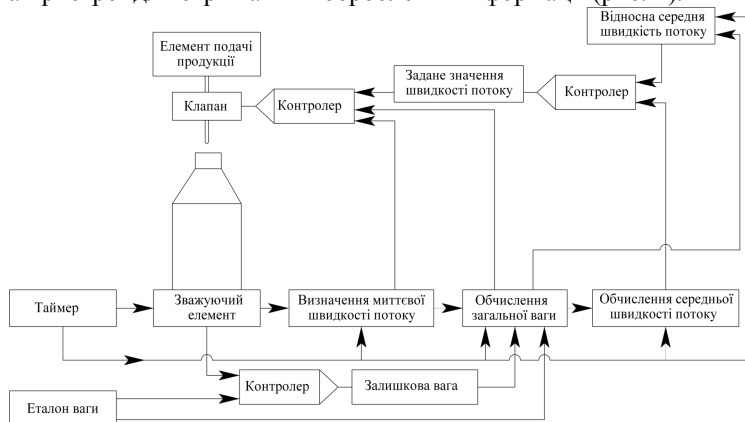 Відносна середня
швидкість потоку
Елемент подачі
продукції
Задане значення
швидкості потоку
Контролер
Клапан
Контролер
Таймер
Зважуючий
елемент
Визначення миттєвої
швидкості потоку
Обчислення
загальної ваги
Обчислення середньої
швидкості потоку
Контролер
Залишкова вага
Еталон ваги